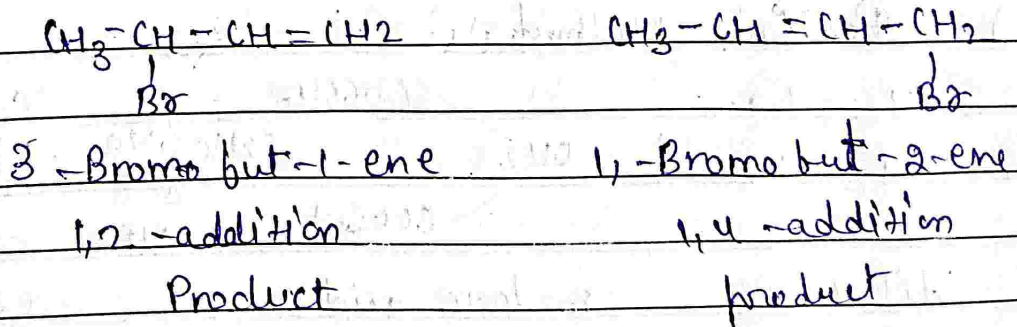 CH3-CH-CH=CH2 CH3-CH=CH-CH2
Br Br
3-Bromo but-1-ene 1,-Bromo but-2-ene
1,2-addition 1,4-addition
Product product